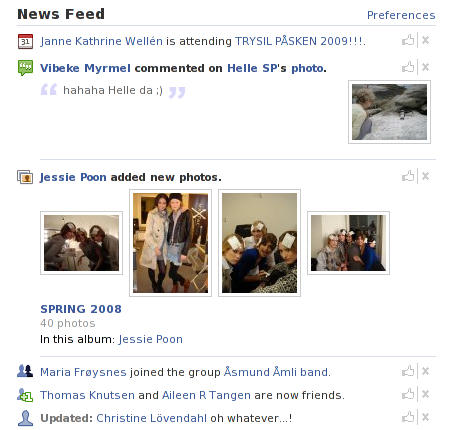 News Feed
Preferences
Janne Kathrine Wellén is attending TRYSIL PÅSKEN 2009!!!.
Vibeke Myrmel commented on Helle SP's photo.
“ hahaha Helle da ;) ”
Jessie Poon added new photos.
SPRING 2008
40 photos
In this album: Jessie Poon
Maria Frøysnes joined the group Åsmund Åmli band.
Thomas Knutsen and Aileen R Tangen are now friends.
Updated: Christine Lövendahl oh whatever...!